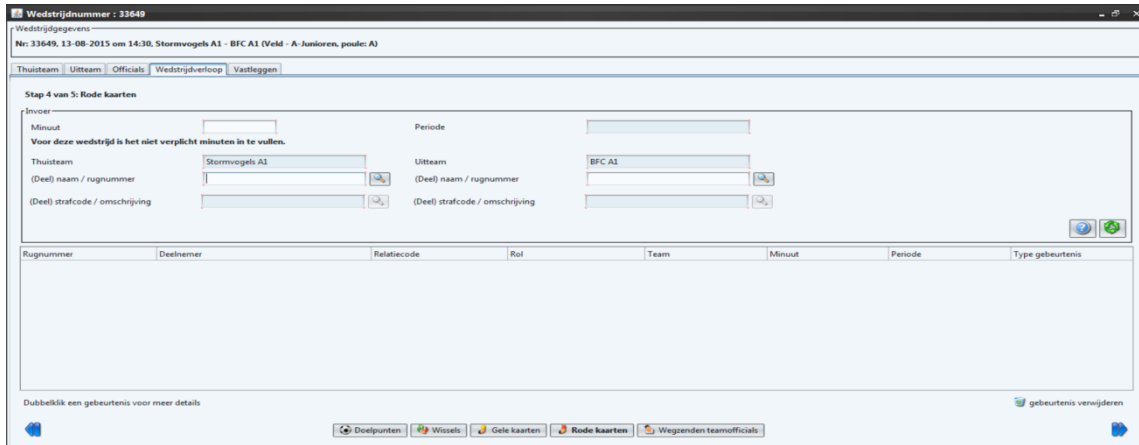 Wedstrijdnummer : 33649
Wedstrijdgegevens
Nr: 33649, 13-08-2015 om 14:30, Stormvogels A1 - BFC A1 (Veld - A-Junioren, poule: A)
Thuisteam Uitteam Officials Wedstrijdverloop Vastleggen
Stap 4 van 5: Rode kaarten
Invoer
Minuut Periode
Voor deze wedstrijd is het niet verplicht minuten in te vullen.
Thuisteam Stormvogels A1 Uitteam BFC A1
(Deel) naam / rugnummer (Deel) naam / rugnummer
(Deel) strafcode / omschrijving (Deel) strafcode / omschrijving
Rugnummer Deelnemer Relatiecode Rol Team Minuut Periode Type gebeurtenis
Dubbelklik een gebeurtenis voor meer details gebeurtenis verwijderen
Doelpunten Wissels Gele kaarten Rode kaarten Wegzenden teamofficials